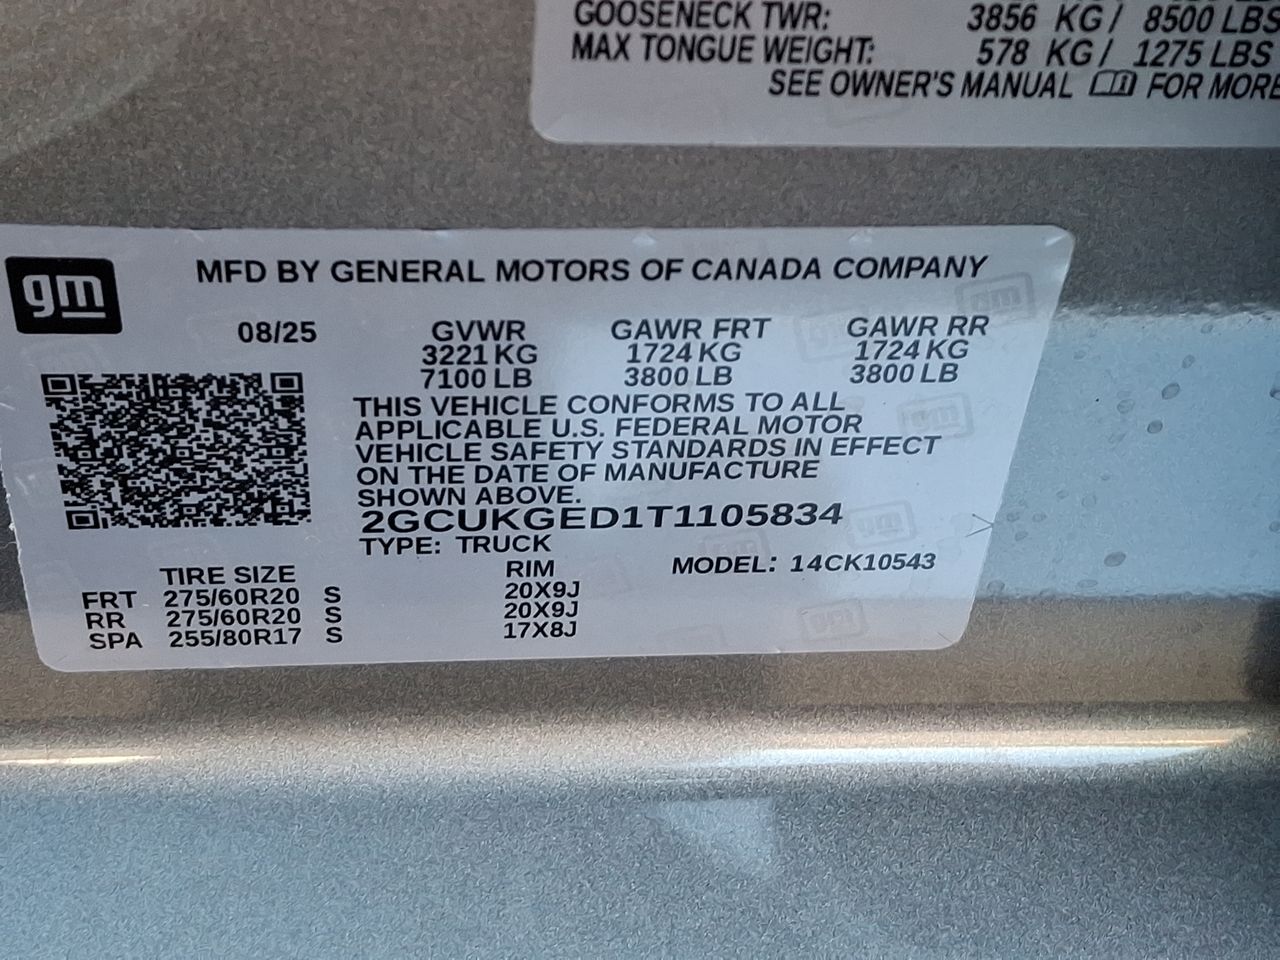 GOOSENECK TWR: 3856 KG/ 8500 LBS
MAX TONGUE WEIGHT: 578 KG/ 1275 LBS
SEE OWNER'S MANUAL FOR MORE
gm
MFD BY GENERAL MOTORS OF CANADA COMPANY
08/25 GVWR GAWR FRT GAWR RR
3221 KG 1724 KG 1724 KG
7100 LB 3800 LB 3800 LB
THIS VEHICLE CONFORMS TO ALL
APPLICABLE U.S. FEDERAL MOTOR
VEHICLE SAFETY STANDARDS IN EFFECT
ON THE DATE OF MANUFACTURE
SHOWN ABOVE.
2GCUKGED1T1105834
TYPE: TRUCK
MODEL: 14CK10543
TIRE SIZE RIM
FRT 275/60R20 S 20X9J
RR 275/60R20 S 20X9J
SPA 255/80R17 S 17X8J